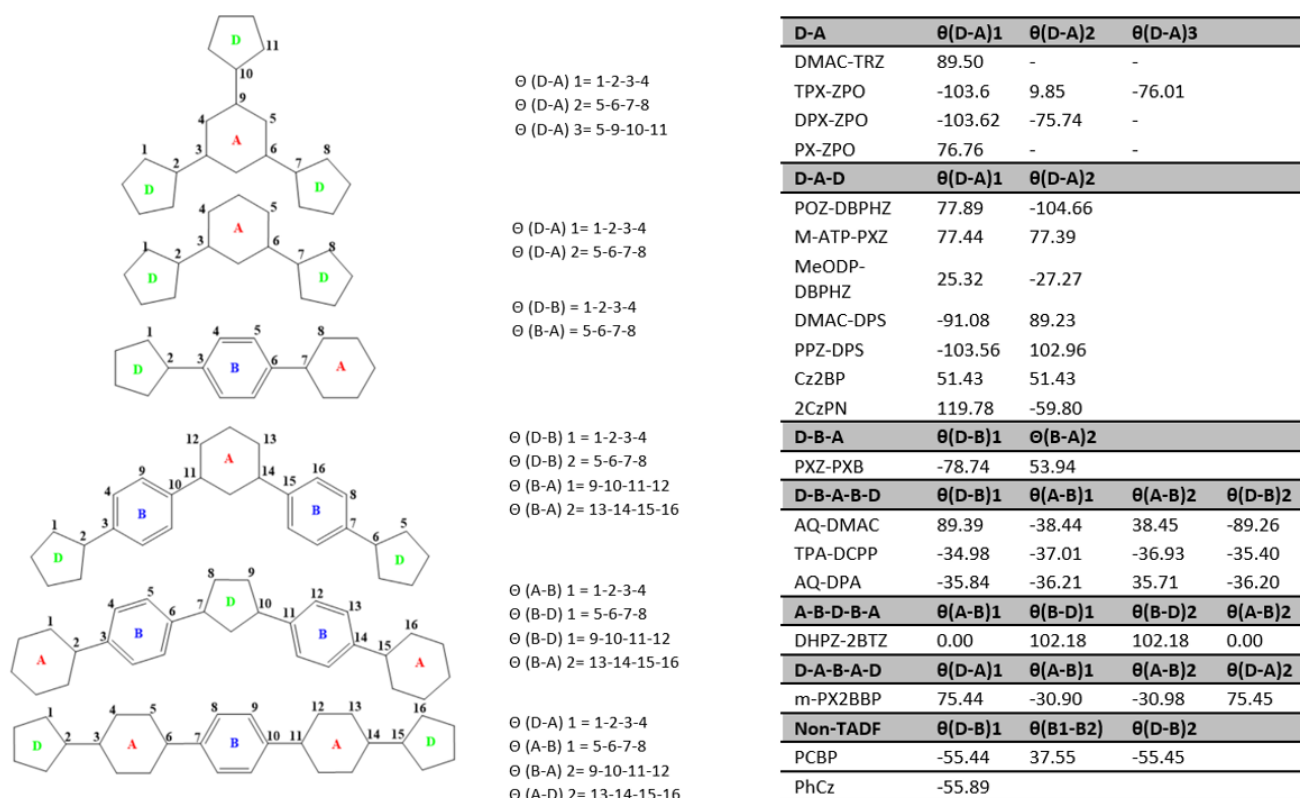 D
11
10
9
4 5
A
1 3 6 8
2 7
D D
4 5
A
1 3 6 8
2 7
D D
1 4 5 8
D 2 3 B 6 7 A
12 13
A
9 10 11 14 15 16
4 B B 8
1 2 3 7 6 5
D D
8 9
1 4 5 6 7 D 10 11 12 13
2 3 B B 14 15 16
A A
1 4 5 8 9 12 13 16
D 2 3 A 6 7 B 10 11 A 14 15 D
Θ (D-A) 1= 1-2-3-4
Θ (D-A) 2= 5-6-7-8
Θ (D-A) 3= 5-9-10-11
Θ (D-A) 1= 1-2-3-4
Θ (D-A) 2= 5-6-7-8
Θ (D-B) = 1-2-3-4
Θ (B-A) = 5-6-7-8
Θ (D-B) 1 = 1-2-3-4
Θ (D-B) 2 = 5-6-7-8
Θ (B-A) 1= 9-10-11-12
Θ (B-A) 2= 13-14-15-16
Θ (A-B) 1 = 1-2-3-4
Θ (B-D) 1 = 5-6-7-8
Θ (B-D) 1= 9-10-11-12
Θ (B-A) 2= 13-14-15-16
Θ (D-A) 1 = 1-2-3-4
Θ (A-B) 1 = 5-6-7-8
Θ (B-A) 2= 9-10-11-12
Θ (A-D) 2= 13-14-15-16
D-A θ(D-A)1 θ(D-A)2 θ(D-A)3
DMAC-TRZ 89.50 - -
TPX-ZPO -103.6 9.85 -76.01
DPX-ZPO -103.62 -75.74 -
PX-ZPO 76.76 - -
D-A-D θ(D-A)1 θ(D-A)2
POZ-DBPHZ 77.89 -104.66
M-ATP-PXZ 77.44 77.39
MeODP-
DBPHZ 25.32 -27.27
DMAC-DPS -91.08 89.23
PPZ-DPS -103.56 102.96
Cz2BP 51.43 51.43
2CzPN 119.78 -59.80
D-B-A θ(D-B)1 Θ(B-A)2
PXZ-PXB -78.74 53.94
D-B-A-B-D θ(D-B)1 θ(A-B)1 θ(A-B)2 θ(D-B)2
AQ-DMAC 89.39 -38.44 38.45 -89.26
TPA-DCPP -34.98 -37.01 -36.93 -35.40
AQ-DPA -35.84 -36.21 35.71 -36.20
A-B-D-B-A θ(A-B)1 θ(B-D)1 θ(B-D)2 θ(A-B)2
DHPZ-2BTZ 0.00 102.18 102.18 0.00
D-A-B-A-D θ(D-A)1 θ(A-B)1 θ(A-B)2 θ(D-A)2
m-PX2BBP 75.44 -30.90 -30.98 75.45
Non-TADF θ(D-B)1 θ(B1-B2) θ(D-B)2
PCBP -55.44 37.55 -55.45
PhCz -55.89